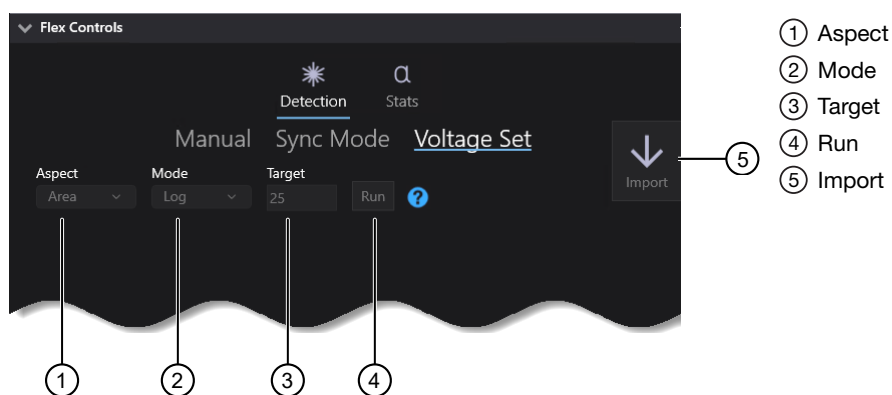 Flex Controls
Detection
α
Stats
Manual Sync Mode Voltage Set
Aspect Mode Target
Area Log 25 Run ?
Import
1 2 3 4 5
1 Aspect
2 Mode
3 Target
4 Run
5 Import